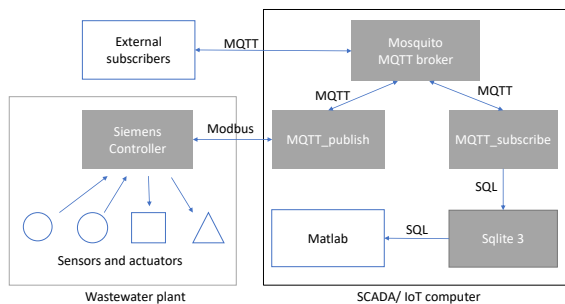 External
subscribers
MQTT
Mosquito
MQTT broker
MQTT
MQTT
Siemens
Controller
Modbus
MQTT_publish
MQTT_subscribe
SQL
Matlab
SQL
Sqlite 3
Sensors and actuators
Wastewater plant
SCADA/ IoT computer